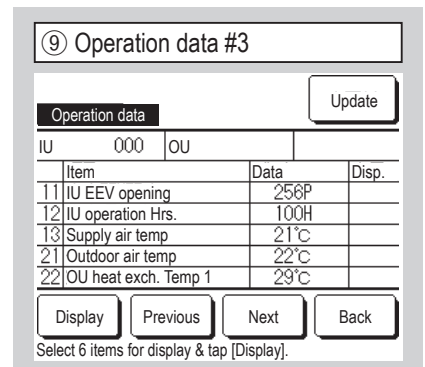 ⑨ Operation data #3
Update
Operation data
IU 000 OU
Item Data Disp.
11 IU EEV opening 256P
12 IU operation Hrs. 100H
13 Supply air temp 21℃
21 Outdoor air temp 22℃
22 OU heat exch. Temp 1 29℃
Display Previous Next Back
Select 6 items for display & tap [Display].